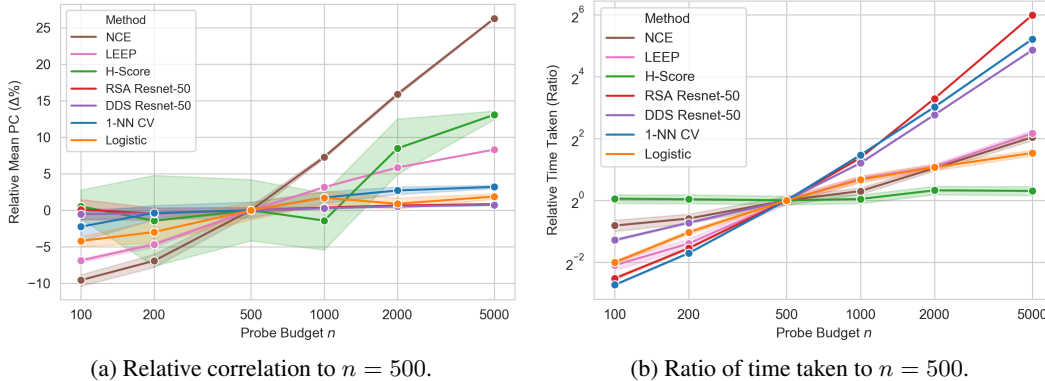 Method
NCE
LEEP
H-Score
RSA Resnet-50
DDS Resnet-50
1-NN CV
Logistic
Relative Mean PC (Δ%)
25
20
15
10
5
0
−5
−10
100 200 500 1000 2000 5000
Probe Budget n
(a) Relative correlation to n = 500.
Method
NCE
LEEP
H-Score
RSA Resnet-50
DDS Resnet-50
1-NN CV
Logistic
Relative Time Taken (Ratio)
2^6
2^4
2^2
2^0
2^−2
100 200 500 1000 2000 5000
Probe Budget n
(b) Ratio of time taken to n = 500.